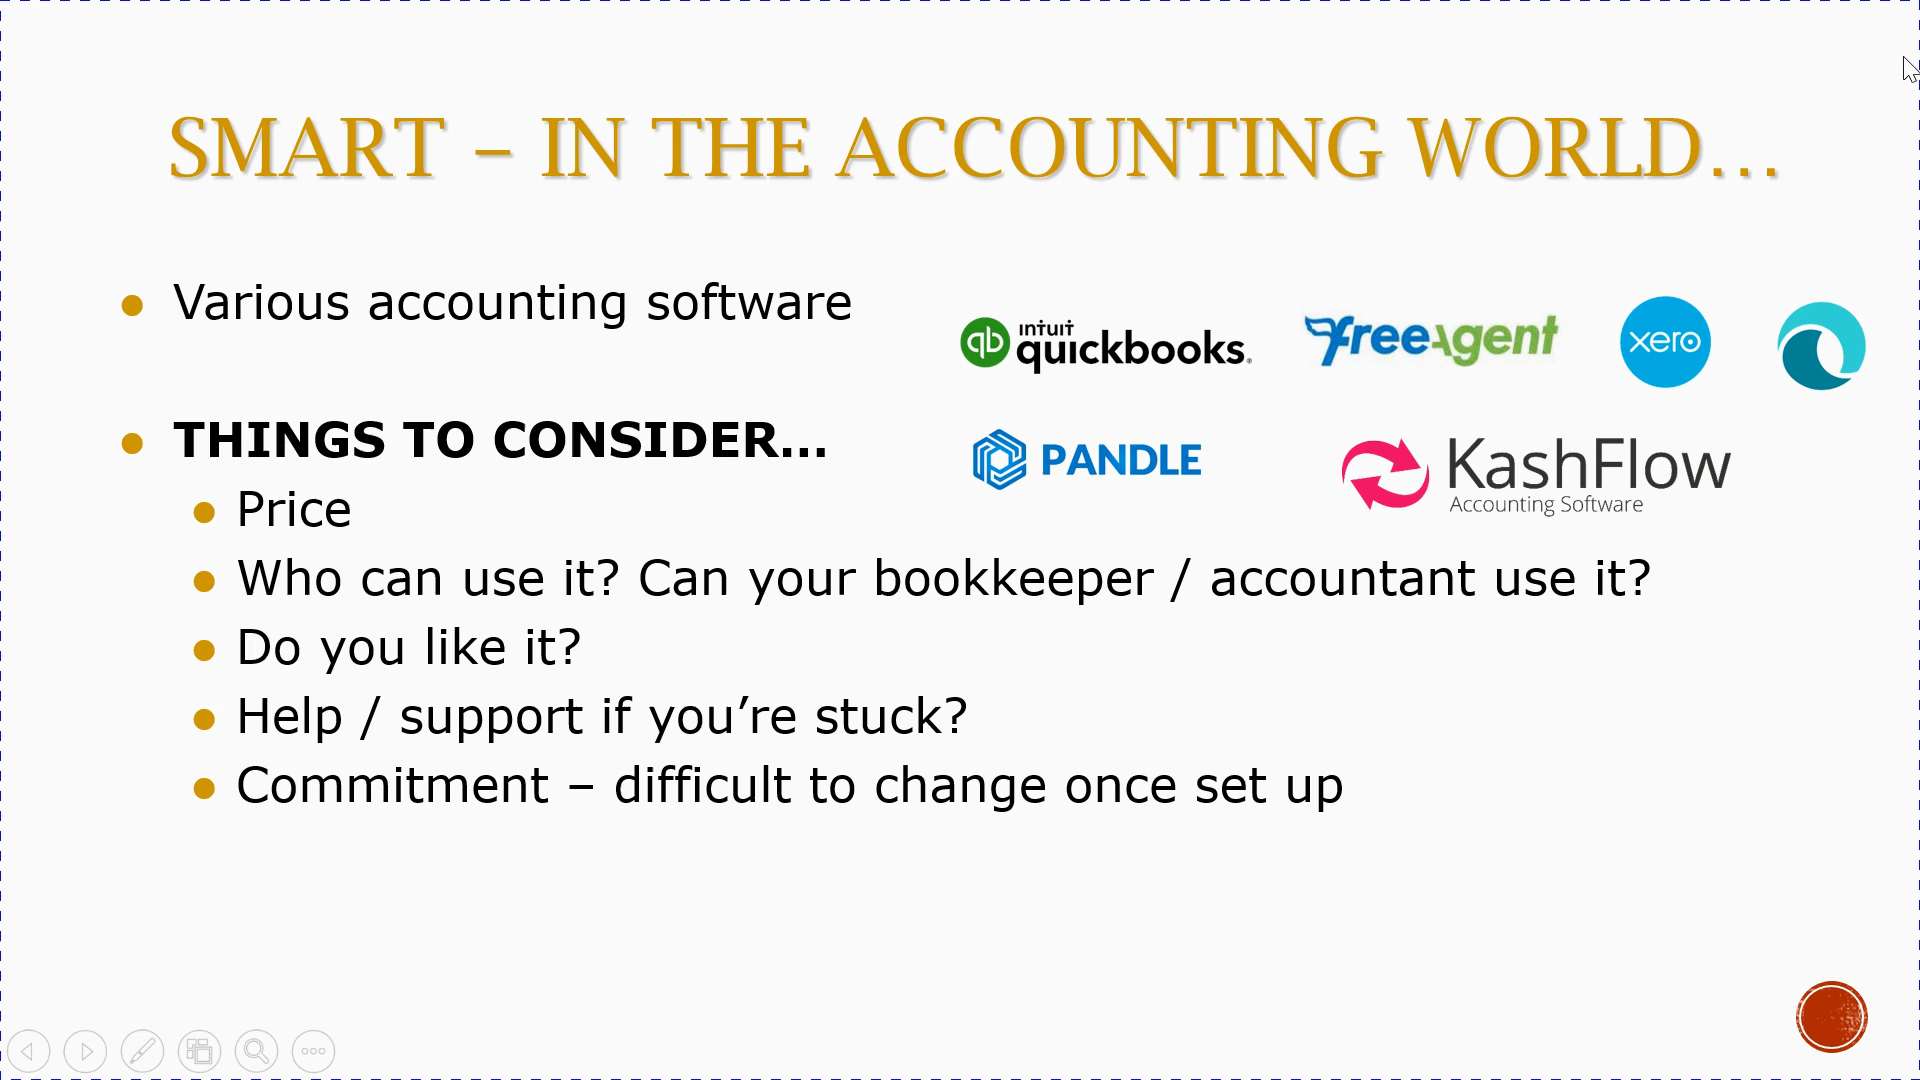 SMART – IN THE ACCOUNTING WORLD…
Various accounting software
qb intuit quickbooks.
freeAgent
xero
THINGS TO CONSIDER…
PANDLE
KashFlow
Accounting Software
Price
Who can use it? Can your bookkeeper / accountant use it?
Do you like it?
Help / support if you’re stuck?
Commitment – difficult to change once set up